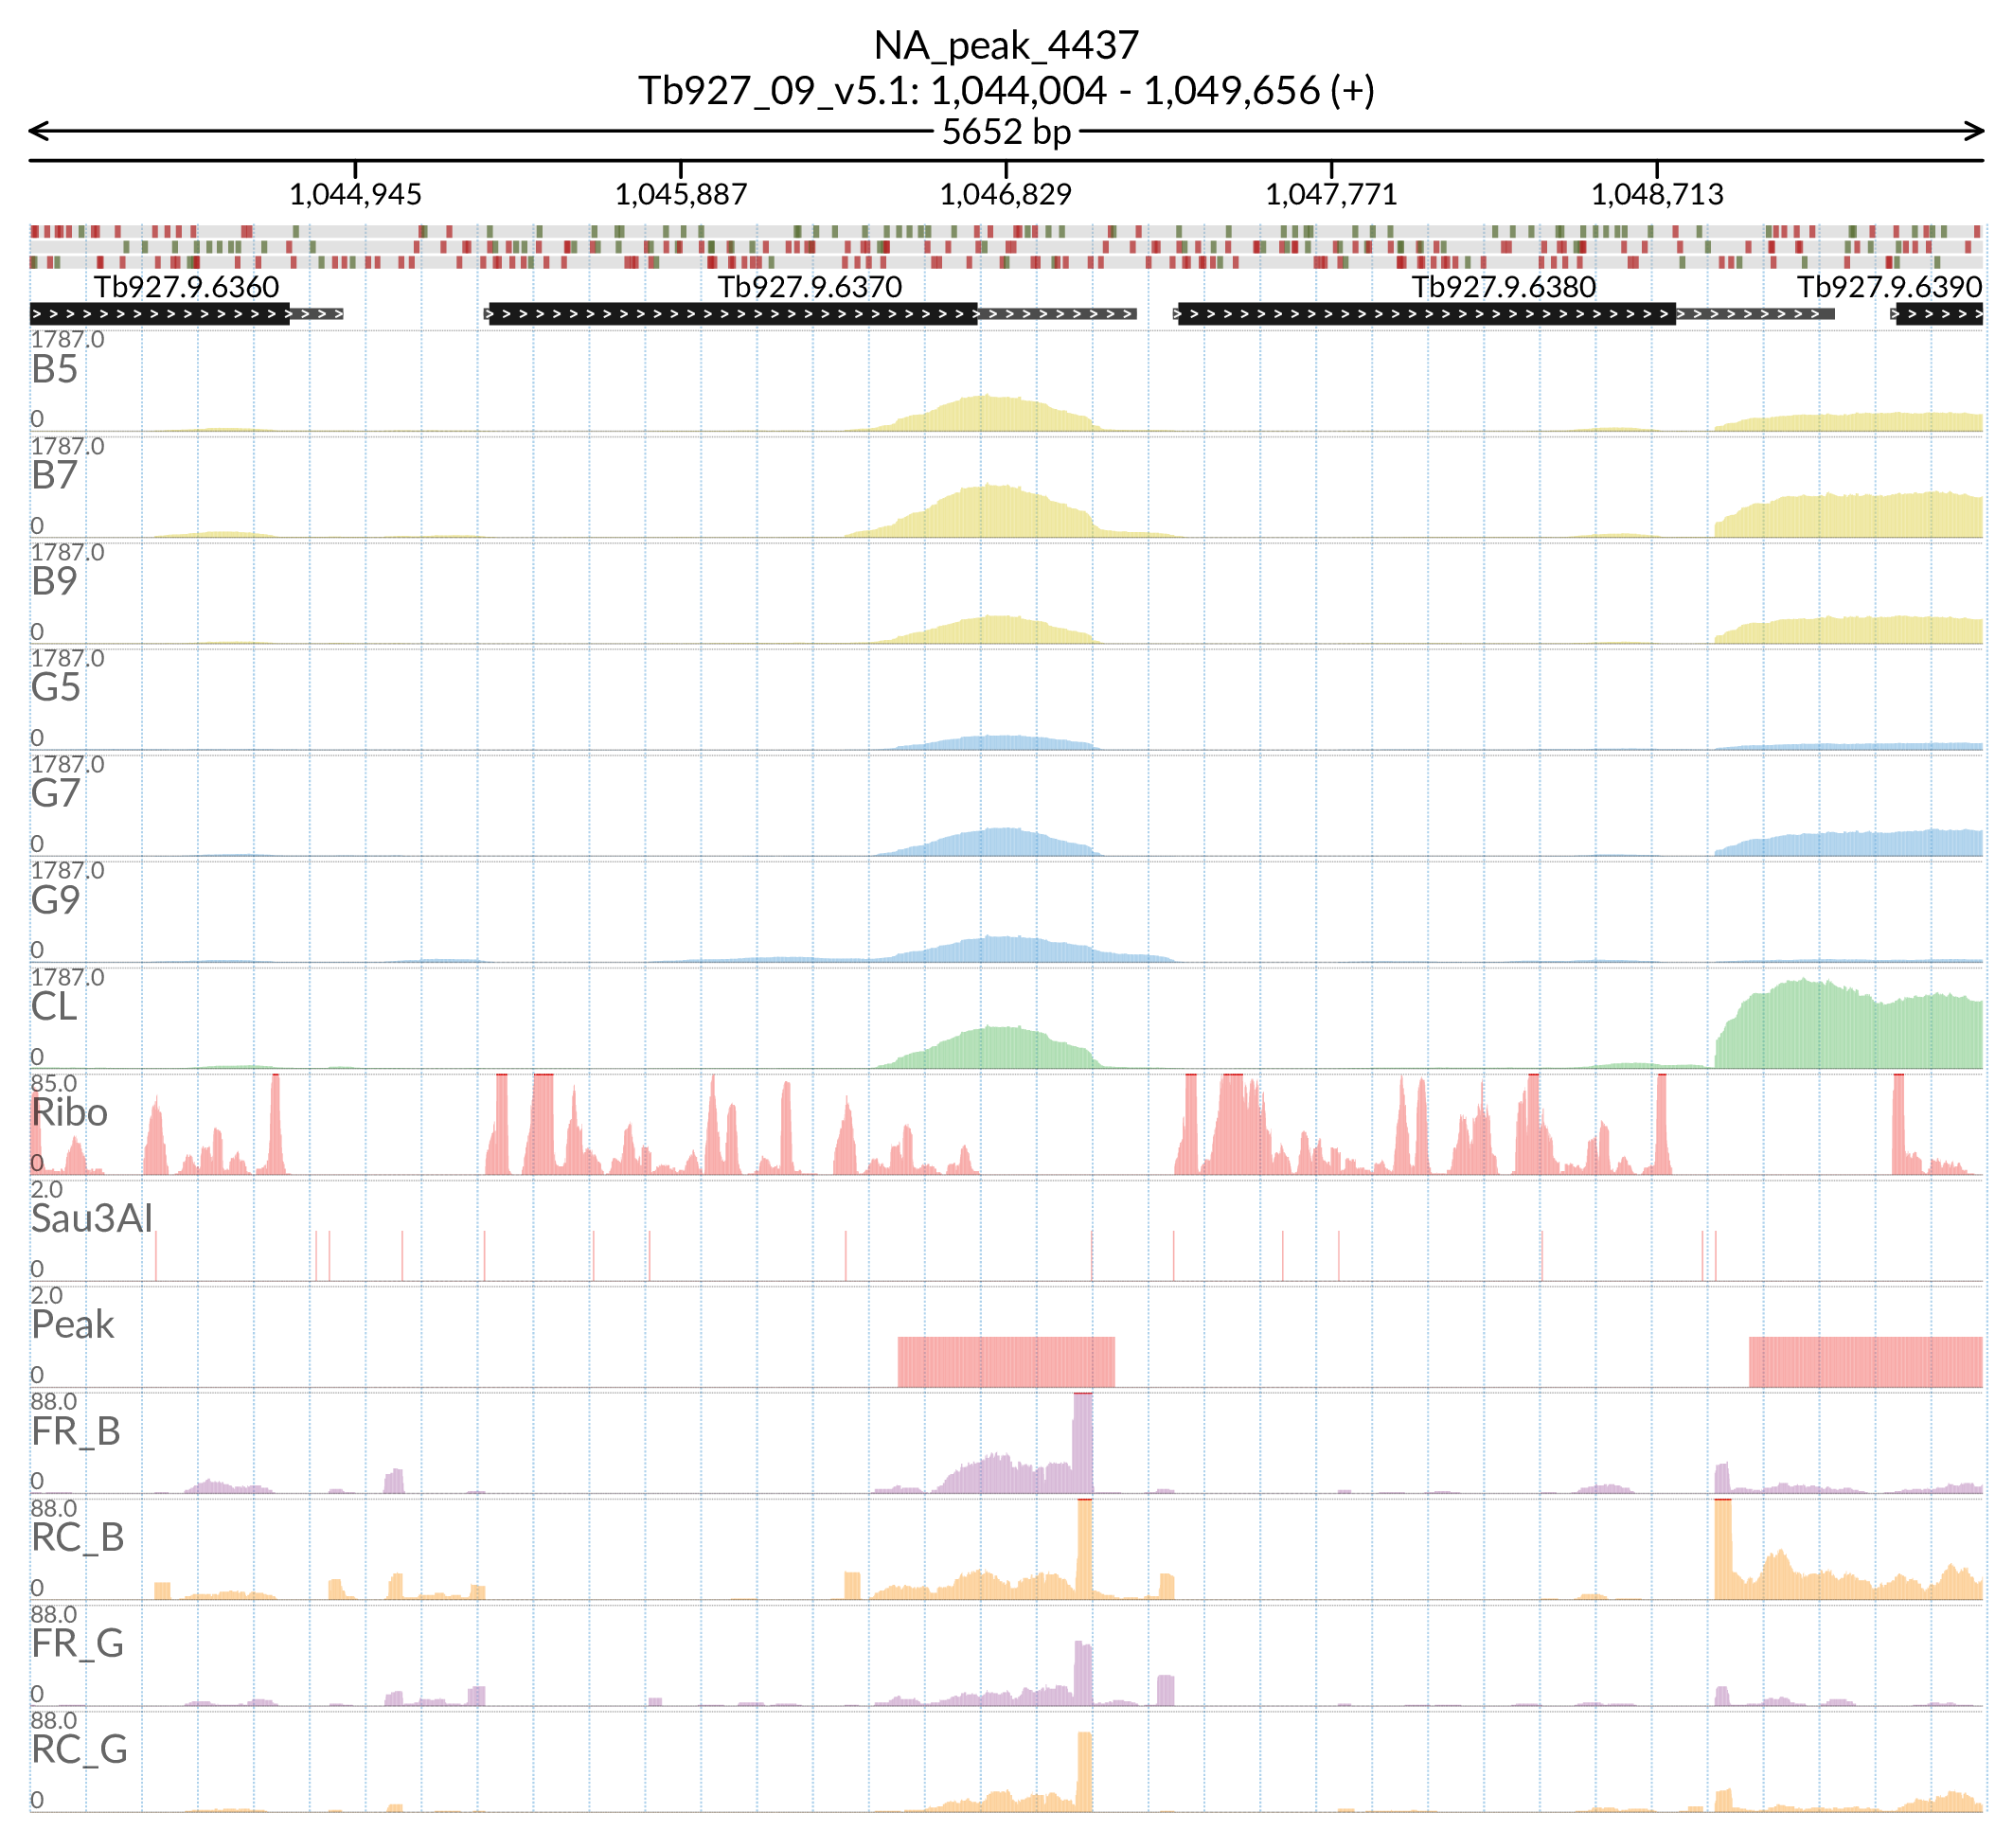 NA_peak_4437
Tb927_09_v5.1: 1,044,004 - 1,049,656 (+)
5652 bp
1,044,945 1,045,887 1,046,829 1,047,771 1,048,713
Tb927.9.6360 Tb927.9.6370 Tb927.9.6380 Tb927.9.6390
1787.0
B5
0
1787.0
B7
0
1787.0
B9
0
1787.0
G5
0
1787.0
G7
0
1787.0
G9
0
1787.0
CL
0
85.0
Ribo
0
2.0
Sau3AI
0
2.0
Peak
0
88.0
FR_B
0
88.0
RC_B
0
88.0
FR_G
0
88.0
RC_G
0